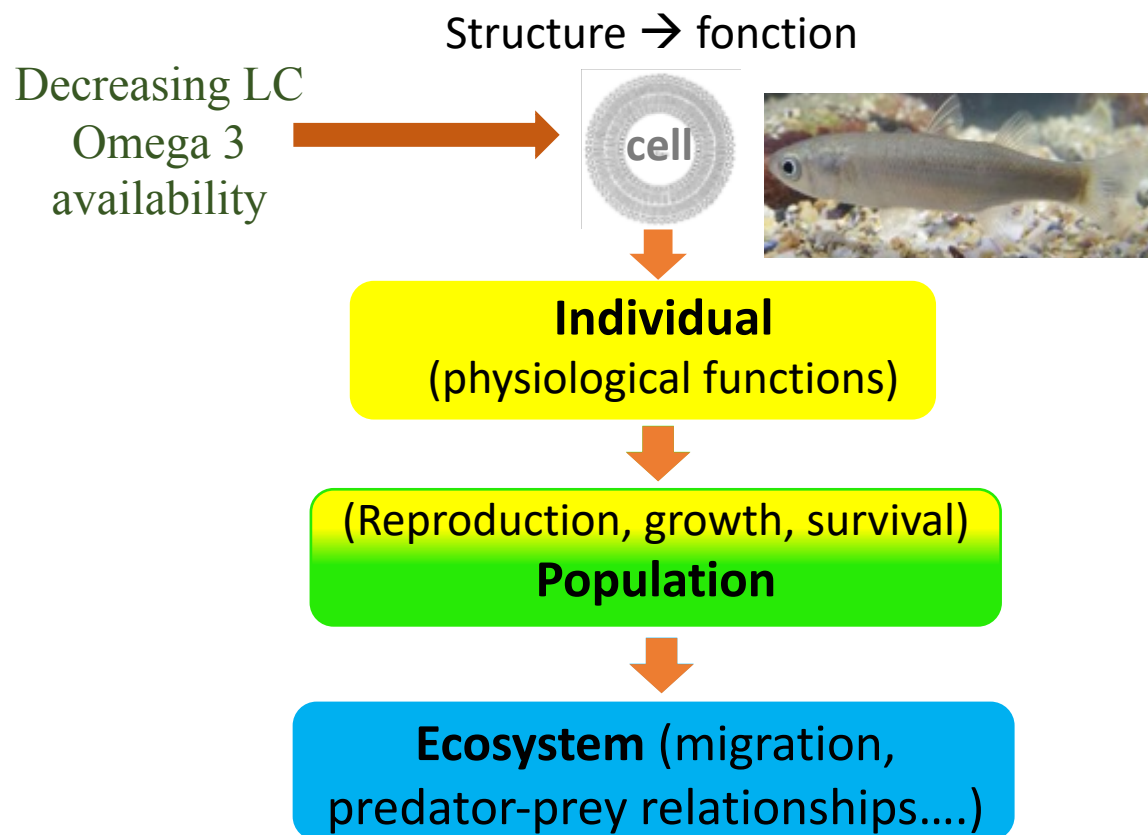 Structure → fonction
Decreasing LC
Omega 3
availability
cell
Individual
(physiological functions)
(Reproduction, growth, survival)
Population
Ecosystem (migration,
predator-prey relationships....)